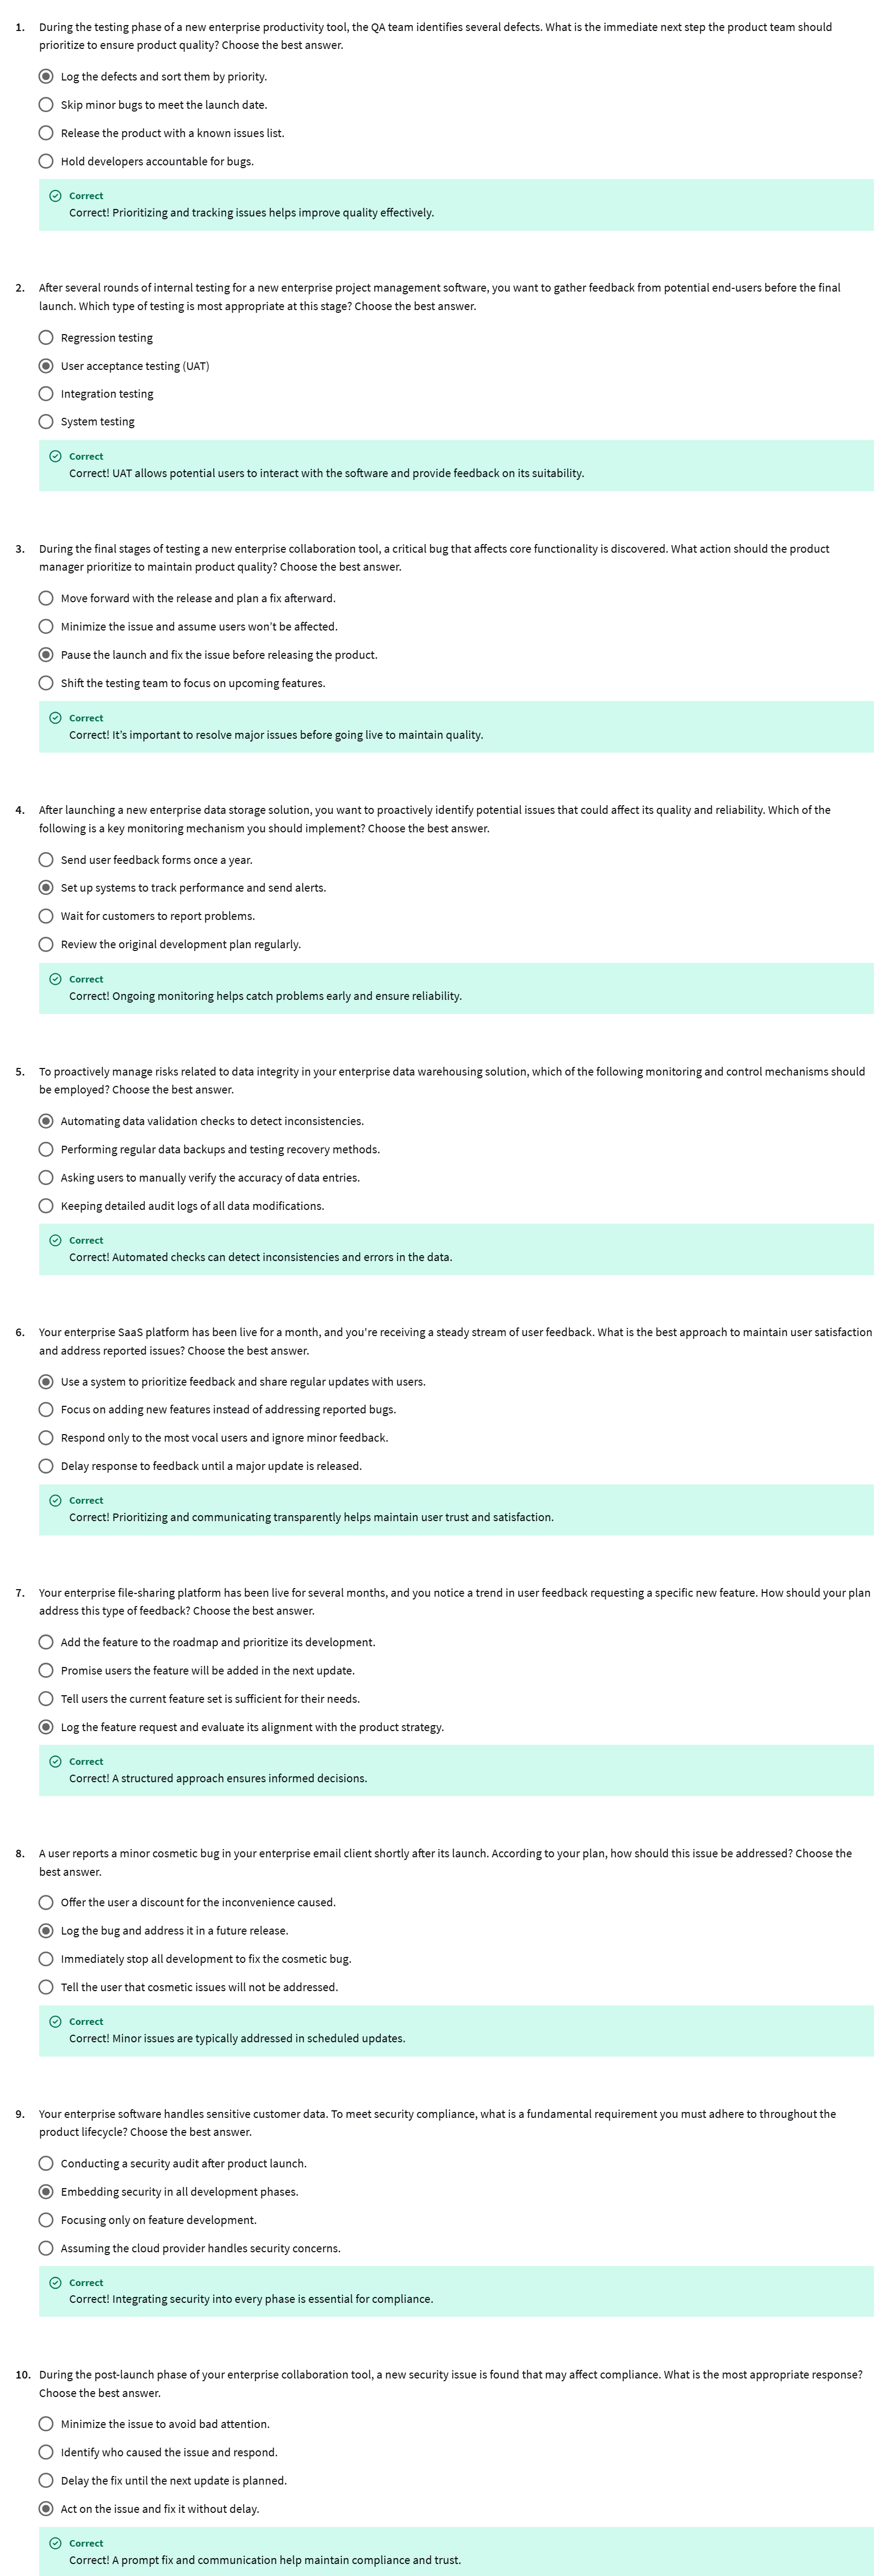 1. During the testing phase of a new enterprise productivity tool, the QA team identifies several defects. What is the immediate next step the product team should
prioritize to ensure product quality? Choose the best answer.
Log the defects and sort them by priority.
Skip minor bugs to meet the launch date.
Release the product with a known issues list.
Hold developers accountable for bugs.
Correct
Correct! Prioritizing and tracking issues helps improve quality effectively.
2. After several rounds of internal testing for a new enterprise project management software, you want to gather feedback from potential end-users before the final
launch. Which type of testing is most appropriate at this stage? Choose the best answer.
Regression testing
User acceptance testing (UAT)
Integration testing
System testing
Correct
Correct! UAT allows potential users to interact with the software and provide feedback on its suitability.
3. During the final stages of testing a new enterprise collaboration tool, a critical bug that affects core functionality is discovered. What action should the product
manager prioritize to maintain product quality? Choose the best answer.
Move forward with the release and plan a fix afterward.
Minimize the issue and assume users won’t be affected.
Pause the launch and fix the issue before releasing the product.
Shift the testing team to focus on upcoming features.
Correct
Correct! It’s important to resolve major issues before going live to maintain quality.
4. After launching a new enterprise data storage solution, you want to proactively identify potential issues that could affect its quality and reliability. Which of the
following is a key monitoring mechanism you should implement? Choose the best answer.
Send user feedback forms once a year.
Set up systems to track performance and send alerts.
Wait for customers to report problems.
Review the original development plan regularly.
Correct
Correct! Ongoing monitoring helps catch problems early and ensure reliability.
5. To proactively manage risks related to data integrity in your enterprise data warehousing solution, which of the following monitoring and control mechanisms should
be employed? Choose the best answer.
Automating data validation checks to detect inconsistencies.
Performing regular data backups and testing recovery methods.
Asking users to manually verify the accuracy of data entries.
Keeping detailed audit logs of all data modifications.
Correct
Correct! Automated checks can detect inconsistencies and errors in the data.
6. Your enterprise SaaS platform has been live for a month, and you're receiving a steady stream of user feedback. What is the best approach to maintain user satisfaction
and address reported issues? Choose the best answer.
Use a system to prioritize feedback and share regular updates with users.
Focus on adding new features instead of addressing reported bugs.
Respond only to the most vocal users and ignore minor feedback.
Delay response to feedback until a major update is released.
Correct
Correct! Prioritizing and communicating transparently helps maintain user trust and satisfaction.
7. Your enterprise file-sharing platform has been live for several months, and you notice a trend in user feedback requesting a specific new feature. How should your plan
address this type of feedback? Choose the best answer.
Add the feature to the roadmap and prioritize its development.
Promise users the feature will be added in the next update.
Tell users the current feature set is sufficient for their needs.
Log the feature request and evaluate its alignment with the product strategy.
Correct
Correct! A structured approach ensures informed decisions.
8. A user reports a minor cosmetic bug in your enterprise email client shortly after its launch. According to your plan, how should this issue be addressed? Choose the
best answer.
Offer the user a discount for the inconvenience caused.
Log the bug and address it in a future release.
Immediately stop all development to fix the cosmetic bug.
Tell the user that cosmetic issues will not be addressed.
Correct
Correct! Minor issues are typically addressed in scheduled updates.
9. Your enterprise software handles sensitive customer data. To meet security compliance, what is a fundamental requirement you must adhere to throughout the
product lifecycle? Choose the best answer.
Conducting a security audit after product launch.
Embedding security in all development phases.
Focusing only on feature development.
Assuming the cloud provider handles security concerns.
Correct
Correct! Integrating security into every phase is essential for compliance.
10. During the post-launch phase of your enterprise collaboration tool, a new security issue is found that may affect compliance. What is the most appropriate response?
Choose the best answer.
Minimize the issue to avoid bad attention.
Identify who caused the issue and respond.
Delay the fix until the next update is planned.
Act on the issue and fix it without delay.
Correct
Correct! A prompt fix and communication help maintain compliance and trust.